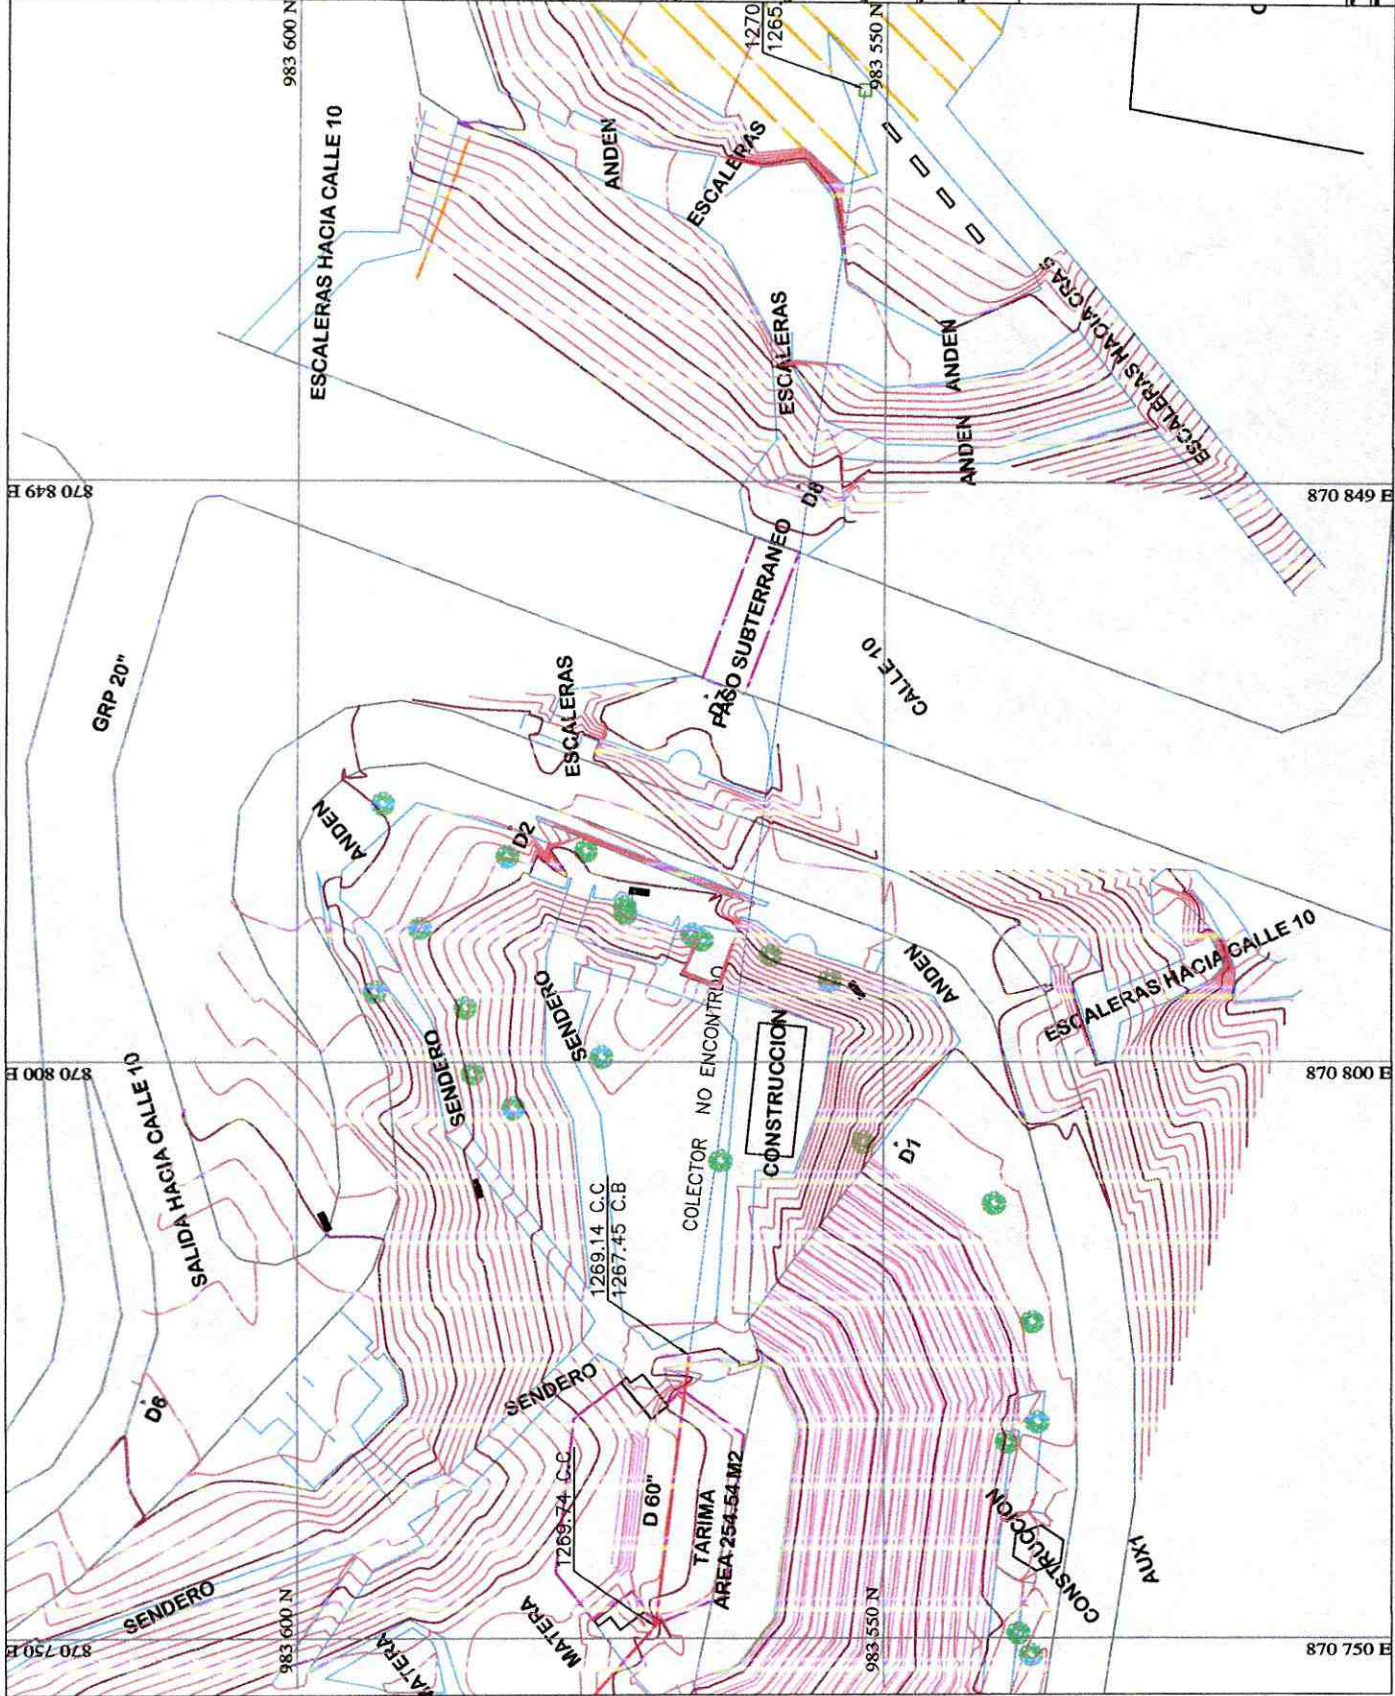 983 600 N
1270
1265.
983 550 N
ESCALERAS HACIA CALLE 10
ANDEN
ESCALERAS
ESCALERAS
ANDEN
ESCALERAS HACIA CRA 5
ANDEN
870 849 E
870 849 E
D8
PASO SUBTERRANEO
D7
CALLE 10
GRP 20"
ESCALERAS
ANDEN
D2
SENDERO
SENDERO
COLECTOR NO ENCONTRDO
CONSTRUCCION
ANDEN
ESCALERAS HACIA CALLE 10
870 800 E
870 800 E
SALIDA HACIA CALLE 10
D1
1269.14 C.C
1267.45 C.B
D6
SENDERO
1269.74 C.C
D 60"
TARIMA
AREA 254.54 M2
CONSTRUCCION
AUX1
SENDERO
MATERA
MATERA
983 600 N
983 550 N
870 750 E
870 750 E